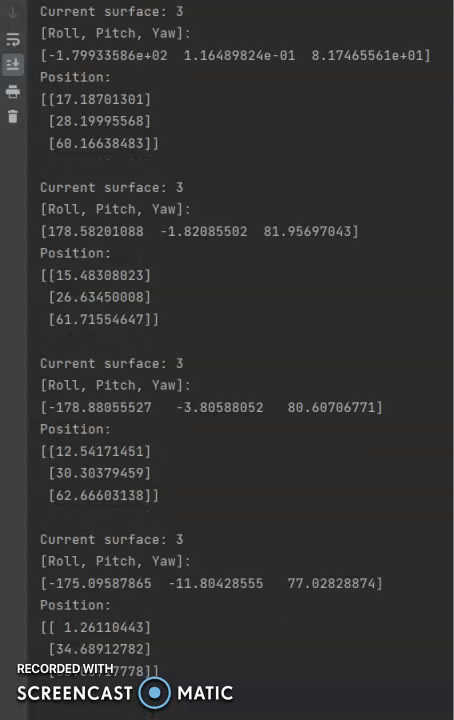 Current surface: 3
[Roll, Pitch, Yaw]:
[-1.79933586e+02  1.16489824e-01  8.17465561e+01]
Position:
[[17.18701301]
 [28.19995568]
 [60.16638483]]
Current surface: 3
[Roll, Pitch, Yaw]:
[178.58201088  -1.82085502  81.95697043]
Position:
[[15.48308023]
 [26.63450008]
 [61.71554647]]
Current surface: 3
[Roll, Pitch, Yaw]:
[-178.88055527   -3.80588052   80.60706771]
Position:
[[12.54171451]
 [30.30379459]
 [62.66603138]]
Current surface: 3
[Roll, Pitch, Yaw]:
[-175.09587865  -11.80428555   77.02828874]
Position:
[[ 1.26110443]
 [34.68912782]
RECORDED WITH
SCREENCAST MATIC